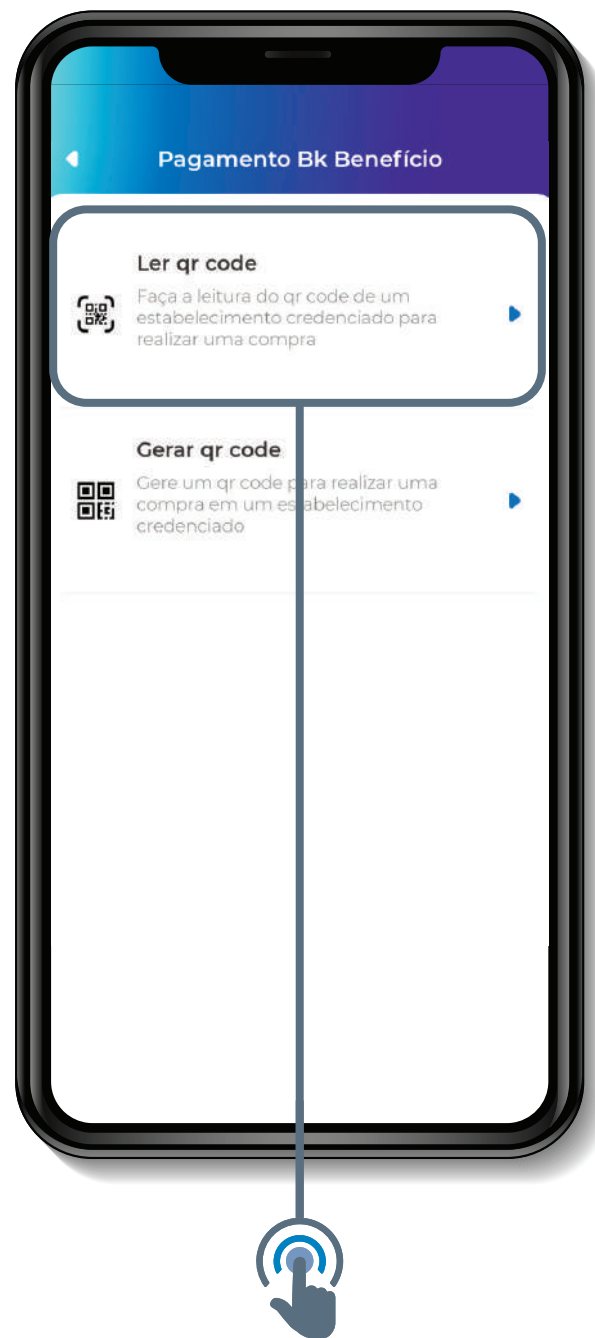 Pagamento Bk Benefício
Ler qr code
Faça a leitura do qr code de um
estabelecimento credenciado para
realizar uma compra
Gerar qr code
Gere um qr code para realizar uma
compra em um estabelecimento
credenciado